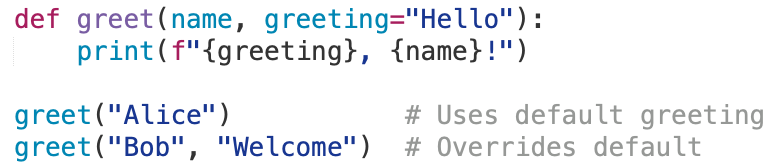 def greet(name, greeting="Hello"):
    print(f"{greeting}, {name}!")

greet("Alice")           # Uses default greeting
greet("Bob", "Welcome")  # Overrides default